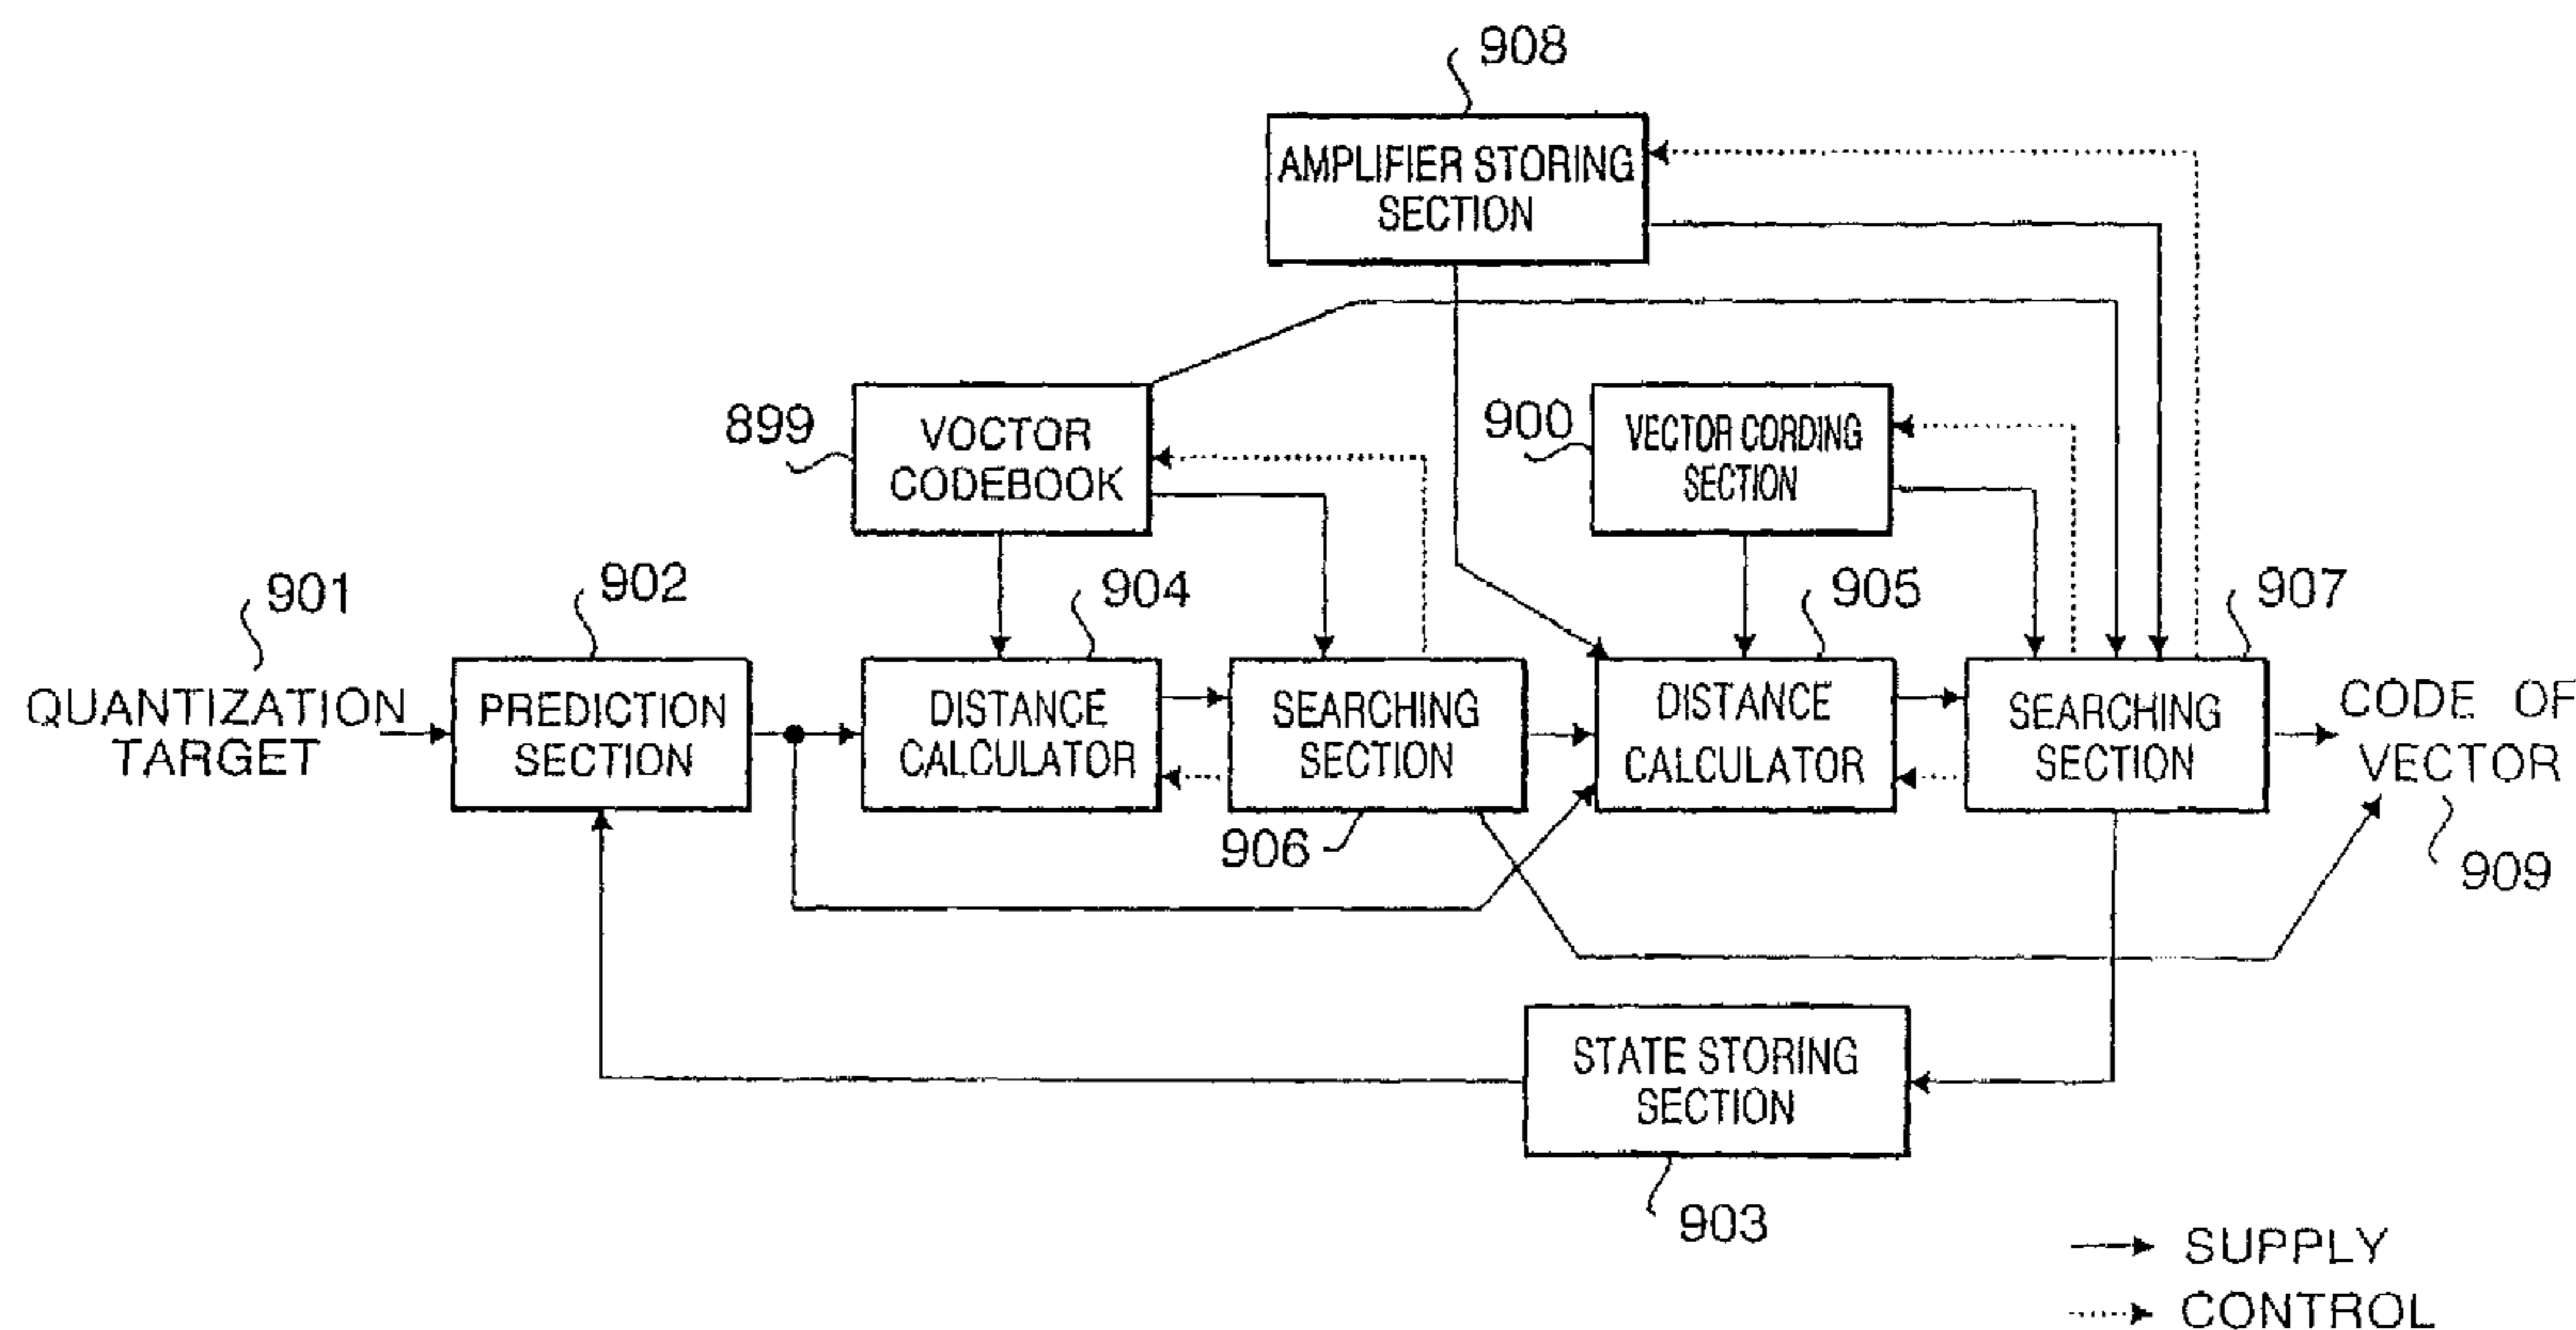 908
AMPLIFIER STORING
SECTION
899
VOCTOR
CODEBOOK
900
VECTOR CORDING
SECTION
901
QUANTIZATION
TARGET
902
PREDICTION
SECTION
904
DISTANCE
CALCULATOR
906
SEARCHING
SECTION
905
DISTANCE
CALCULATOR
907
SEARCHING
SECTION
CODE OF
VECTOR
909
STATE STORING
SECTION
903
SUPPLY
CONTROL